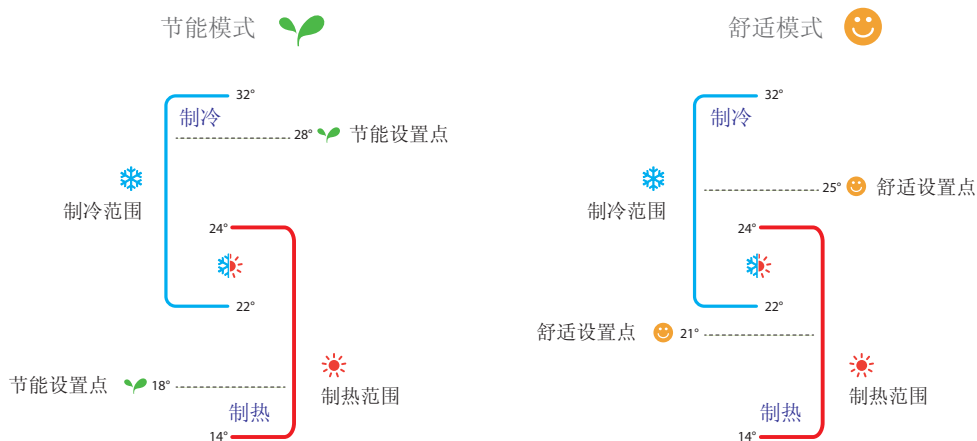 节能模式
32°
制冷
28° 节能设置点
制冷范围
24°
22°
节能设置点 18°
制热范围
制热
14°
舒适模式
32°
制冷
25° 舒适设置点
制冷范围
24°
22°
舒适设置点 21°
制热范围
制热
14°